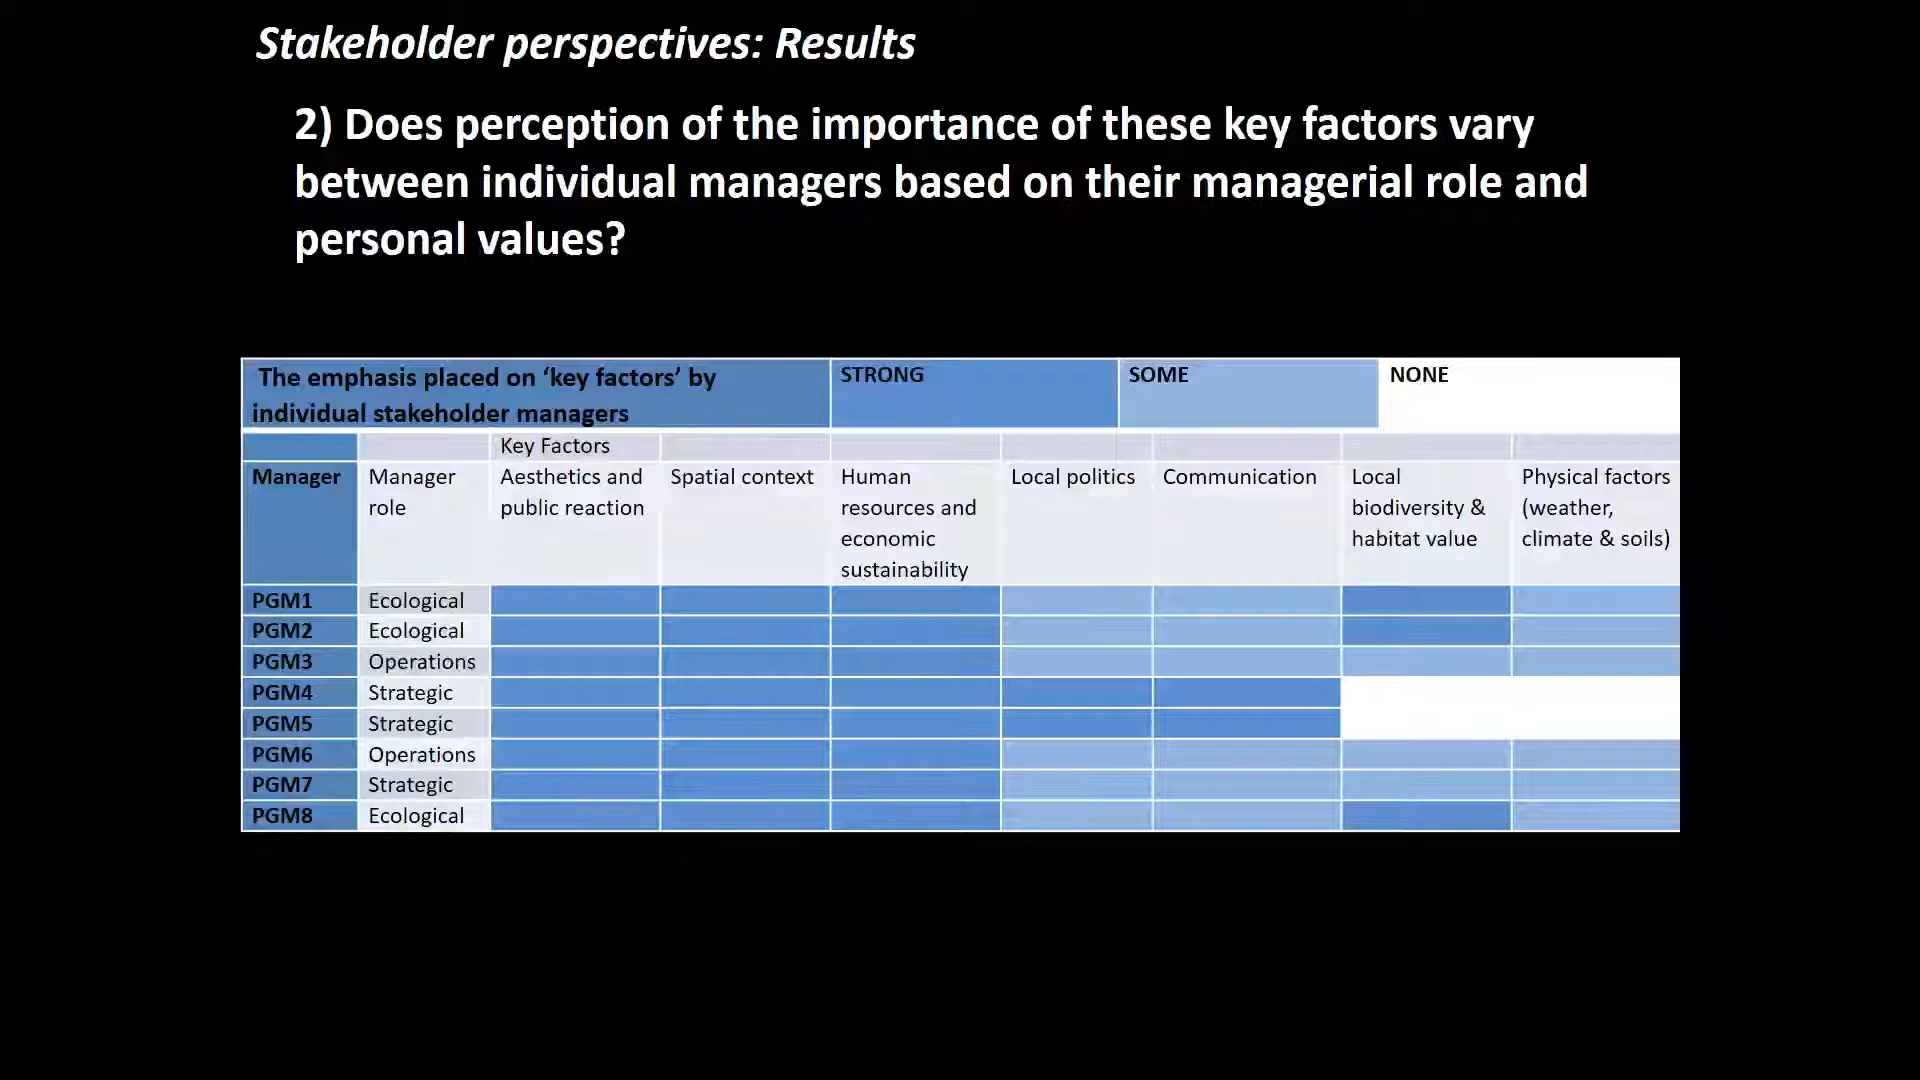 Stakeholder perspectives: Results
2) Does perception of the importance of these key factors vary
between individual managers based on their managerial role and
personal values?
The emphasis placed on ‘key factors’ by
individual stakeholder managers
STRONG
SOME
NONE
Key Factors
Manager
Manager
role
Aesthetics and
public reaction
Spatial context
Human
resources and
economic
sustainability
Local politics
Communication
Local
biodiversity &
habitat value
Physical factors
(weather,
climate & soils)
PGM1 Ecological
PGM2 Ecological
PGM3 Operations
PGM4 Strategic
PGM5 Strategic
PGM6 Operations
PGM7 Strategic
PGM8 Ecological